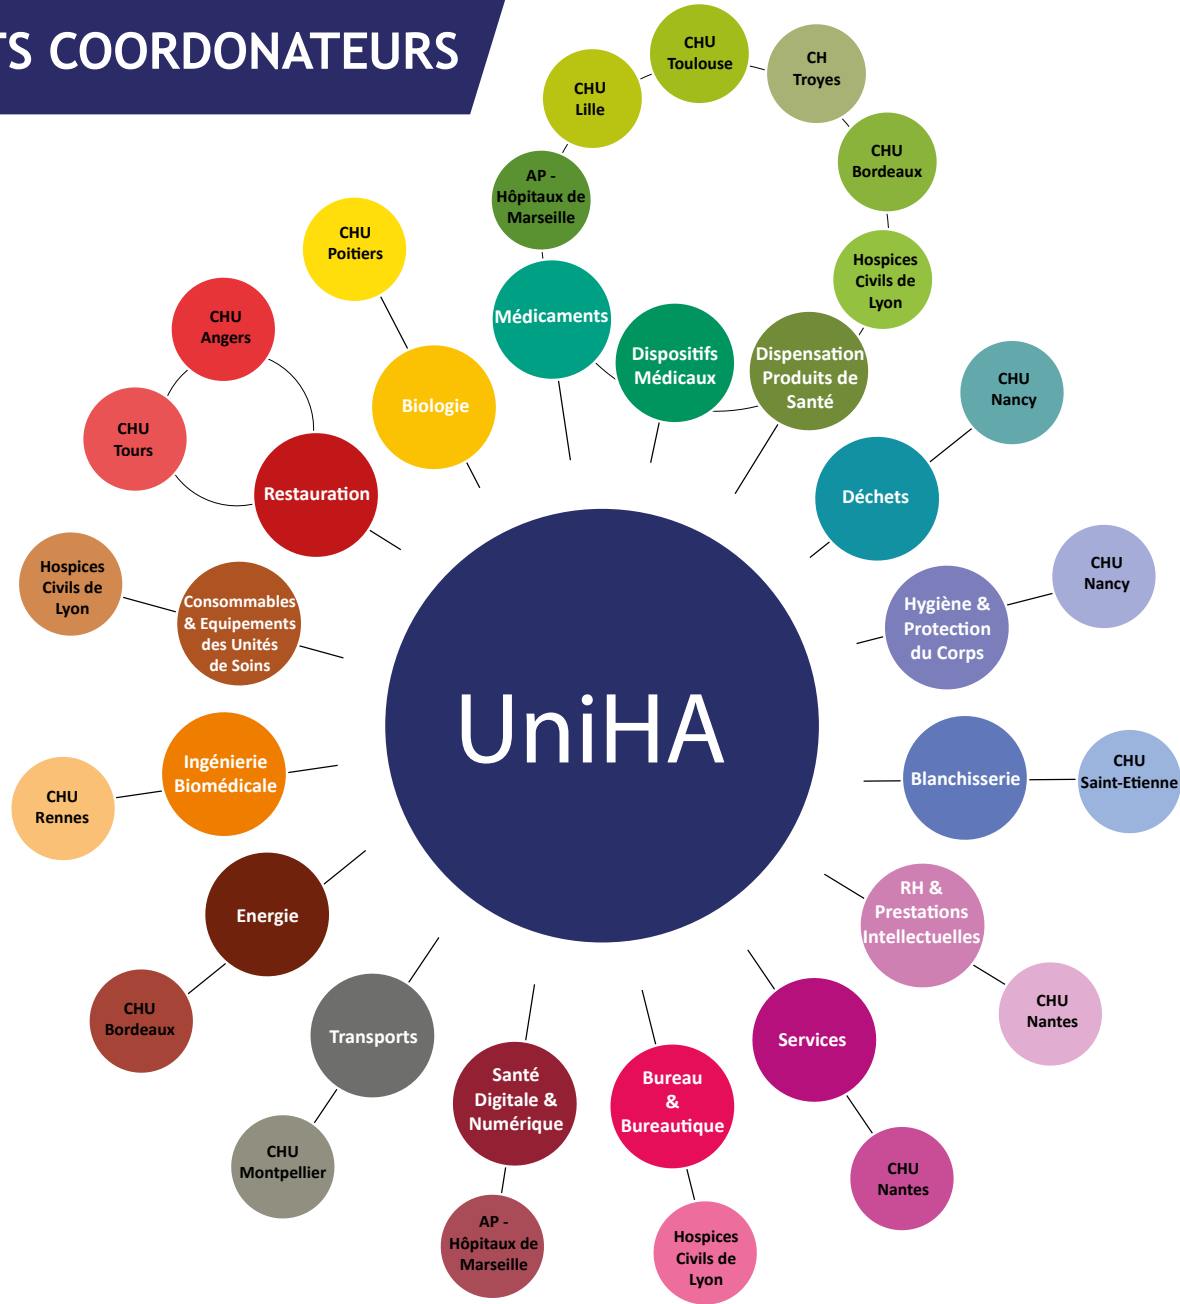 TS COORDONATEURS
CHU
Toulouse
CH
Troyes
CHU
Lille
CHU
Bordeaux
AP -
Hôpitaux de
Marseille
Hospices
Civils de
Lyon
CHU
Poitiers
Médicaments
Dispositifs
Médicaux
Dispensation
Produits de
Santé
CHU
Angers
CHU
Tours
Biologie
Restauration
CHU
Nancy
Déchets
Hospices
Civils de
Lyon
Consommables
& Equipements
des Unités
de Soins
Hygiène &
Protection
du Corps
CHU
Nancy
UniHA
Ingénierie
Biomédicale
CHU
Rennes
Blanchisserie
CHU
Saint-Etienne
Energie
CHU
Bordeaux
RH &
Prestations
Intellectuelles
CHU
Nantes
Transports
CHU
Montpellier
Services
CHU
Nantes
Santé
Digitale &
Numérique
AP -
Hôpitaux de
Marseille
Bureau
&
Bureautique
Hospices
Civils de
Lyon